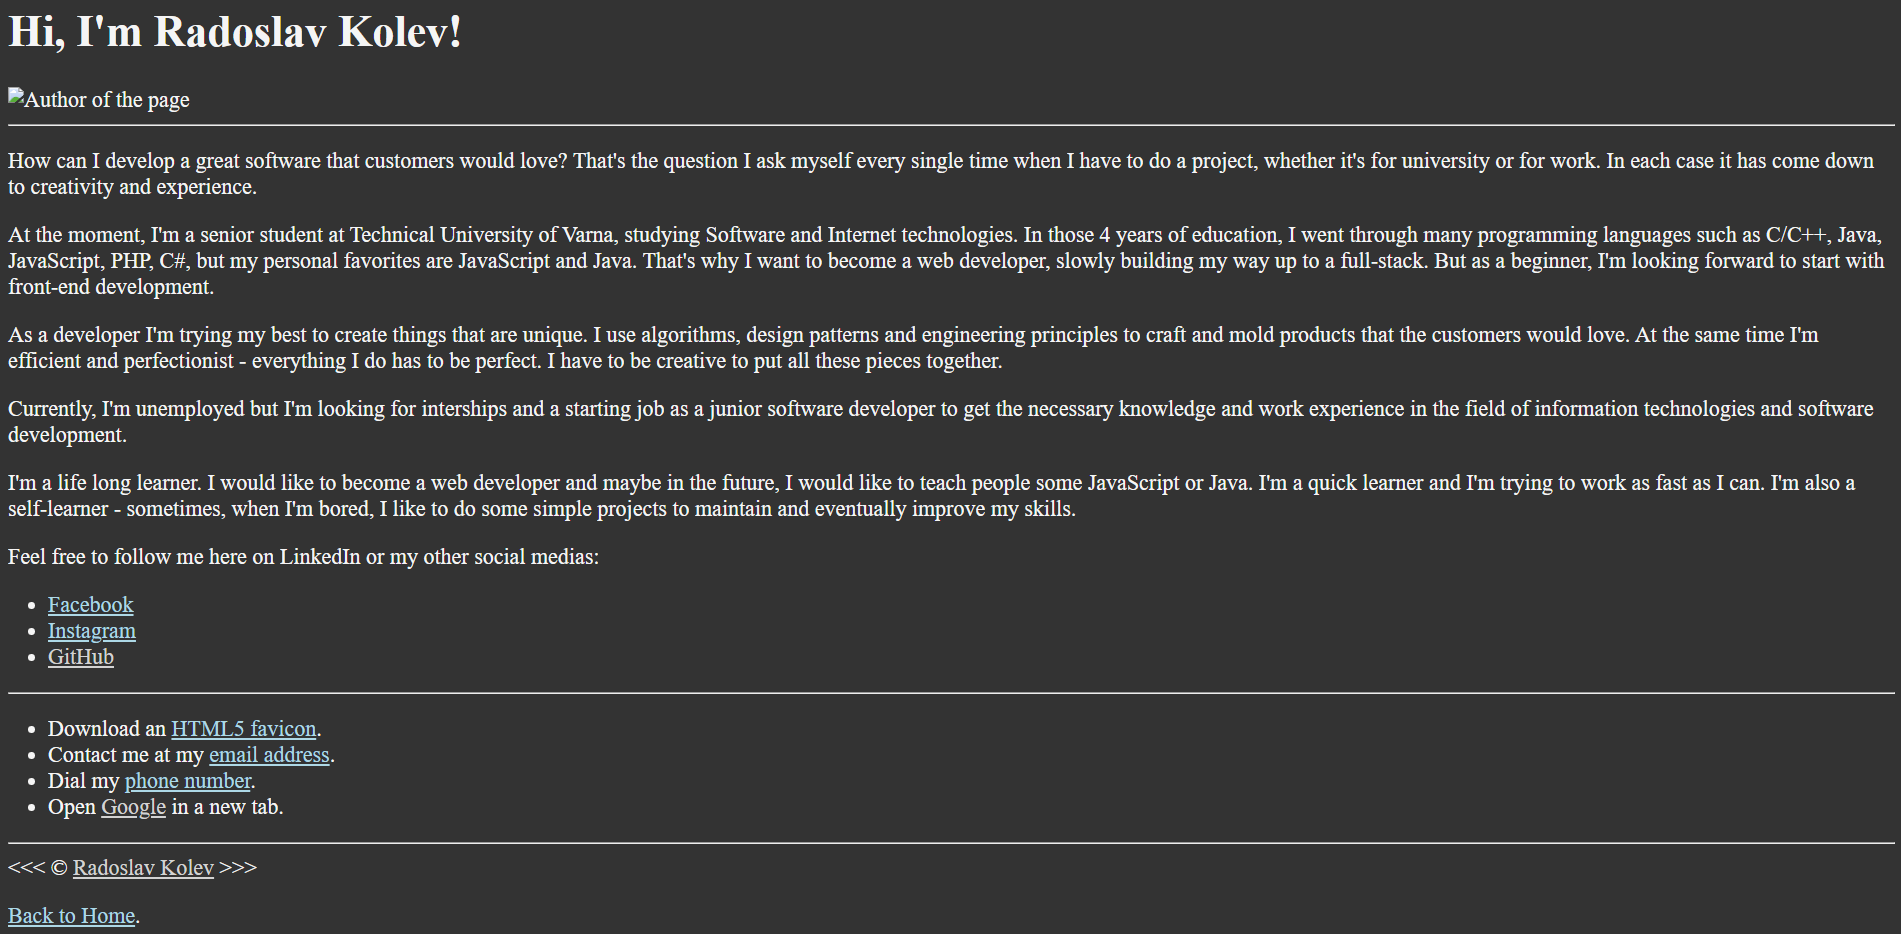 Hi, I'm Radoslav Kolev!
Author of the page
How can I develop a great software that customers would love? That's the question I ask myself every single time when I have to do a project, whether it's for university or for work. In each case it has come down
to creativity and experience.
At the moment, I'm a senior student at Technical University of Varna, studying Software and Internet technologies. In those 4 years of education, I went through many programming languages such as C/C++, Java,
JavaScript, PHP, C#, but my personal favorites are JavaScript and Java. That's why I want to become a web developer, slowly building my way up to a full-stack. But as a beginner, I'm looking forward to start with
front-end development.
As a developer I'm trying my best to create things that are unique. I use algorithms, design patterns and engineering principles to craft and mold products that the customers would love. At the same time I'm
efficient and perfectionist - everything I do has to be perfect. I have to be creative to put all these pieces together.
Currently, I'm unemployed but I'm looking for interships and a starting job as a junior software developer to get the necessary knowledge and work experience in the field of information technologies and software
development.
I'm a life long learner. I would like to become a web developer and maybe in the future, I would like to teach people some JavaScript or Java. I'm a quick learner and I'm trying to work as fast as I can. I'm also a
self-learner - sometimes, when I'm bored, I like to do some simple projects to maintain and eventually improve my skills.
Feel free to follow me here on LinkedIn or my other social medias:
• Facebook
• Instagram
• GitHub
• Download an HTML5 favicon.
• Contact me at my email address.
• Dial my phone number.
• Open Google in a new tab.
<<< © Radoslav Kolev >>>
Back to Home.